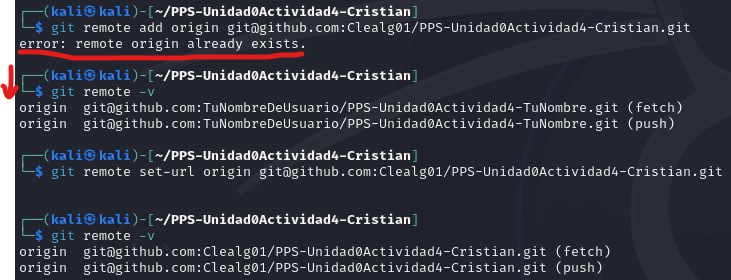 ┌──(kali㉿kali)-[~/PPS-Unidad0Actividad4-Cristian]
└─$ git remote add origin git@github.com:Clealg01/PPS-Unidad0Actividad4-Cristian.git
error: remote origin already exists.
┌──(kali㉿kali)-[~/PPS-Unidad0Actividad4-Cristian]
└─$ git remote -v
origin  git@github.com:TuNombreDeUsuario/PPS-Unidad0Actividad4-TuNombre.git (fetch)
origin  git@github.com:TuNombreDeUsuario/PPS-Unidad0Actividad4-TuNombre.git (push)
┌──(kali㉿kali)-[~/PPS-Unidad0Actividad4-Cristian]
└─$ git remote set-url origin git@github.com:Clealg01/PPS-Unidad0Actividad4-Cristian.git
┌──(kali㉿kali)-[~/PPS-Unidad0Actividad4-Cristian]
└─$ git remote -v
origin  git@github.com:Clealg01/PPS-Unidad0Actividad4-Cristian.git (fetch)
origin  git@github.com:Clealg01/PPS-Unidad0Actividad4-Cristian.git (push)